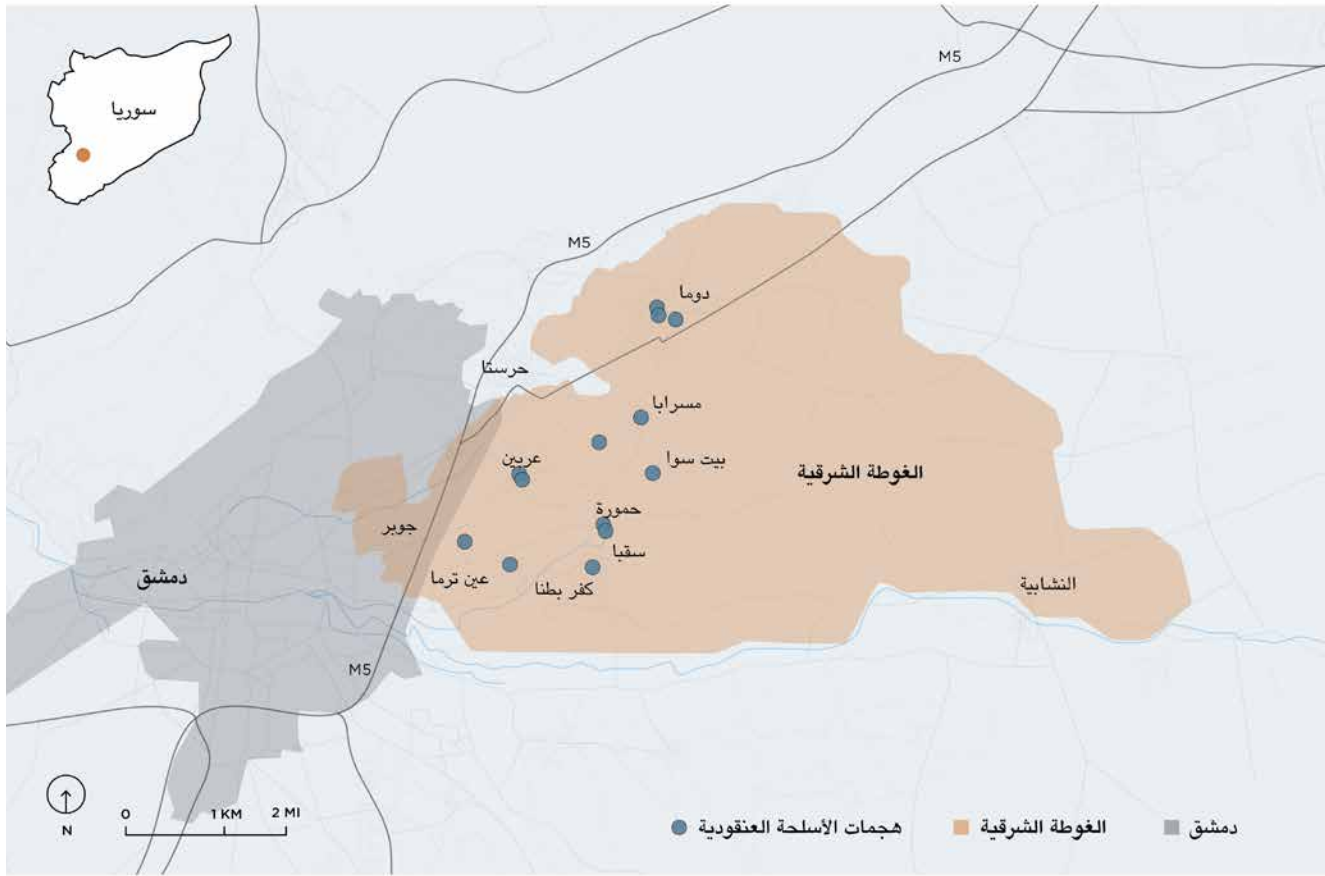 سوريا
M5
M5
دوما
حرستا
مسرابا
عربين
بيت سوا
الغوطة الشرقية
حمورة
جوبر
سقبا
دمشق
عين ترما
كفر بطنا
النشابية
M5
N
0 1 KM 2 MI
هجمات الأسلحة العنقودية
الغوطة الشرقية
دمشق